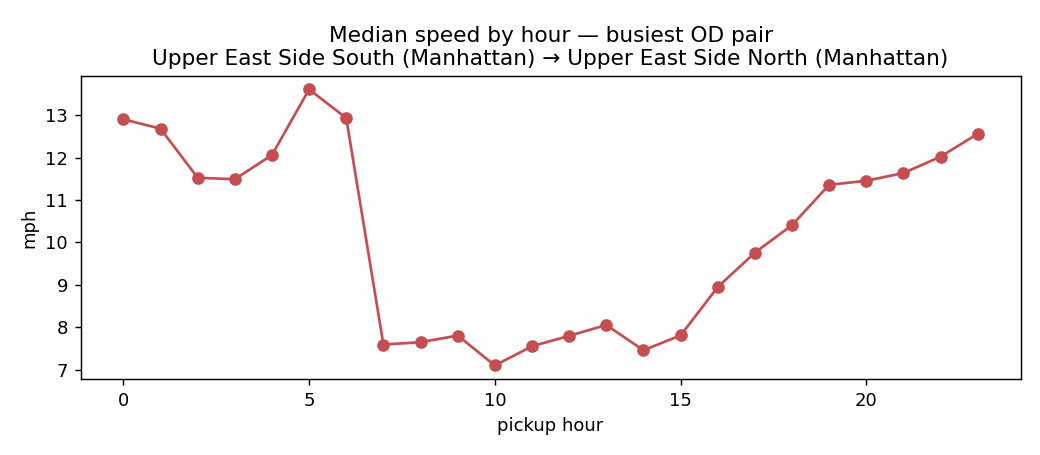 Median speed by hour — busiest OD pair
Upper East Side South (Manhattan) → Upper East Side North (Manhattan)
13
12
11
10
9
8
7
mph
0 5 10 15 20
pickup hour